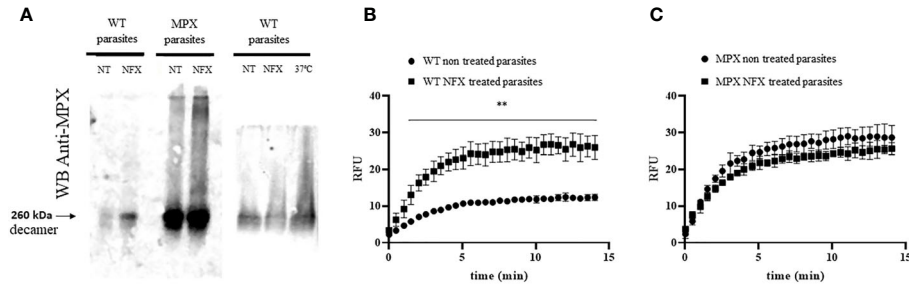 A
WT parasites
MPX parasites
WT parasites
NT NFX
NT NFX
NT NFX 37ºC
WB Anti-MPX
260 kDa
decamer
B
WT non treated parasites
WT NFX treated parasites
**
40
30
20
10
0
RFU
0 5 10 15
time (min)
C
MPX non treated parasites
MPX NFX treated parasites
40
30
20
10
0
RFU
0 5 10 15
time (min)